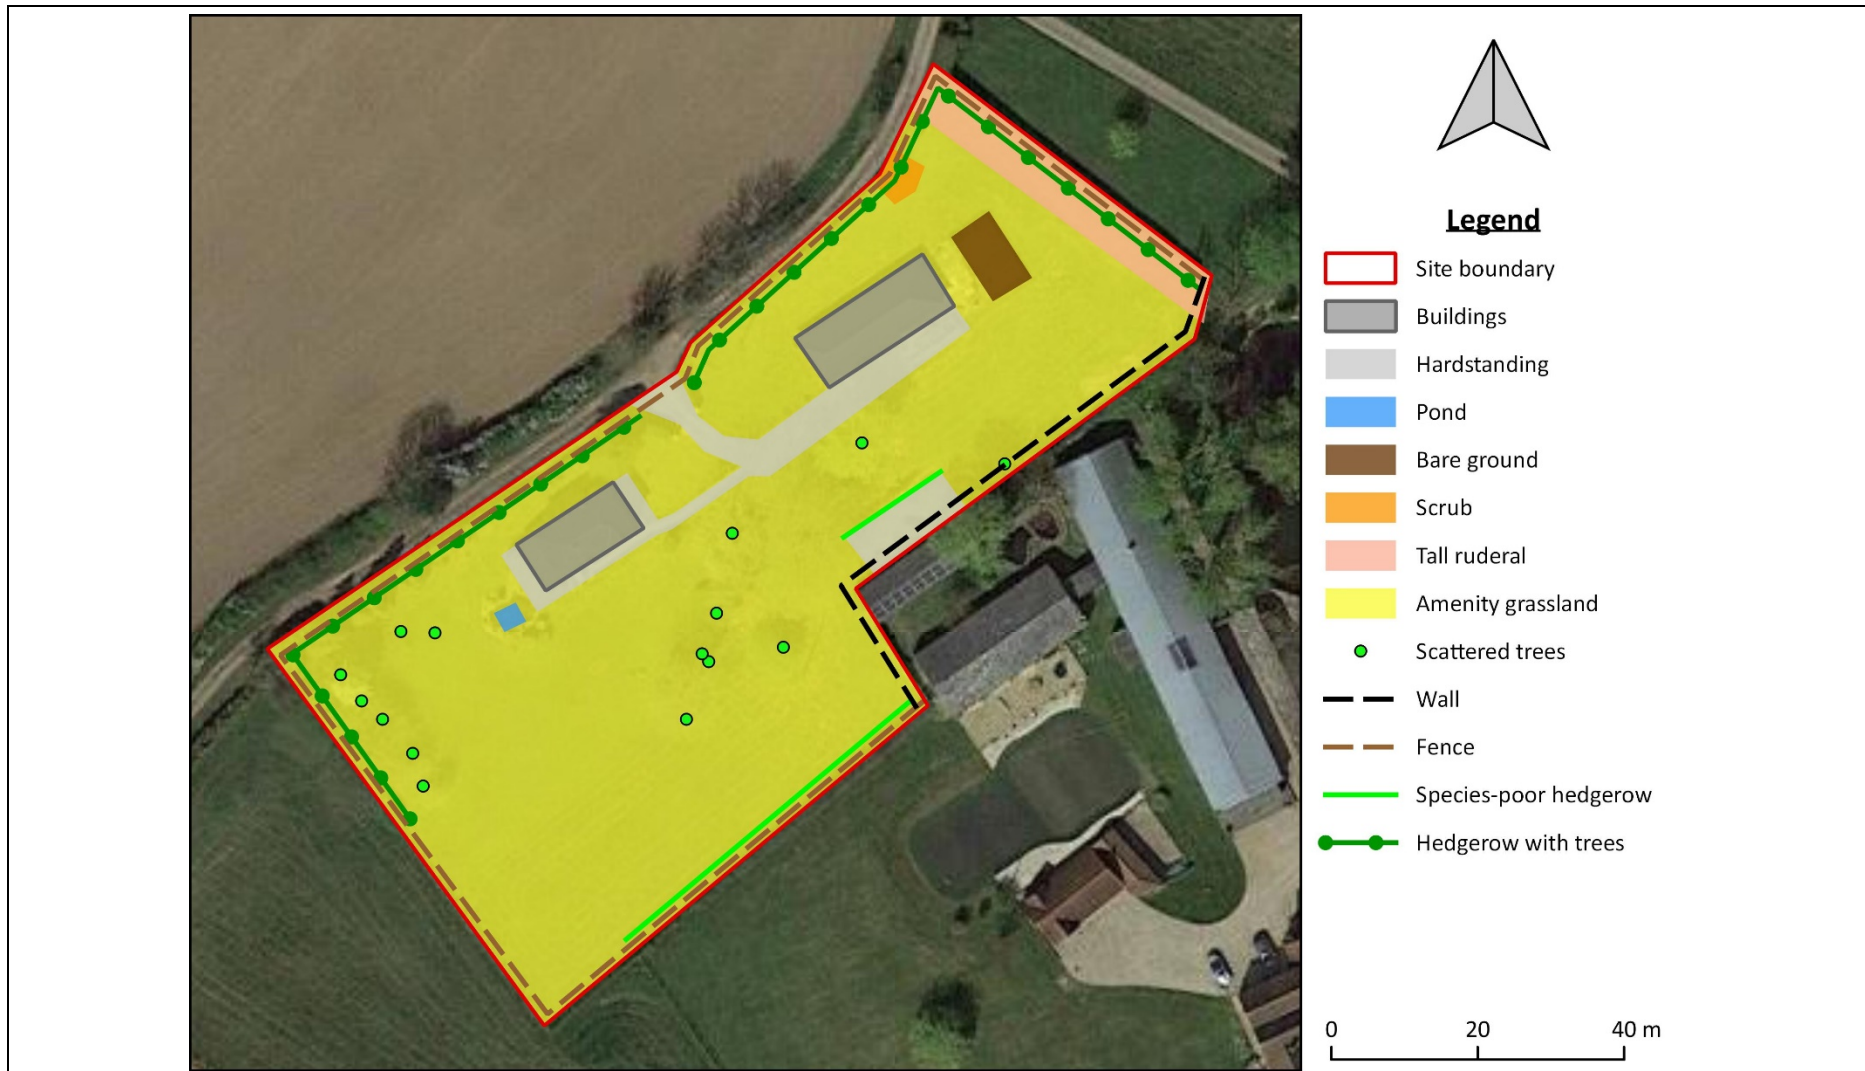 Legend
Site boundary
Buildings
Hardstanding
Pond
Bare ground
Scrub
Tall ruderal
Amenity grassland
Scattered trees
Wall
Fence
Species-poor hedgerow
Hedgerow with trees
0 20 40 m